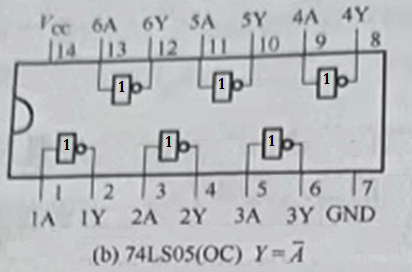 Vcc 6A 6Y 5A 5Y 4A 4Y
14 13 12 11 10 9 8
1 1 1
1 1 1
1 2 3 4 5 6 7
1A 1Y 2A 2Y 3A 3Y GND
(b) 74LS05(OC) Y=A̅